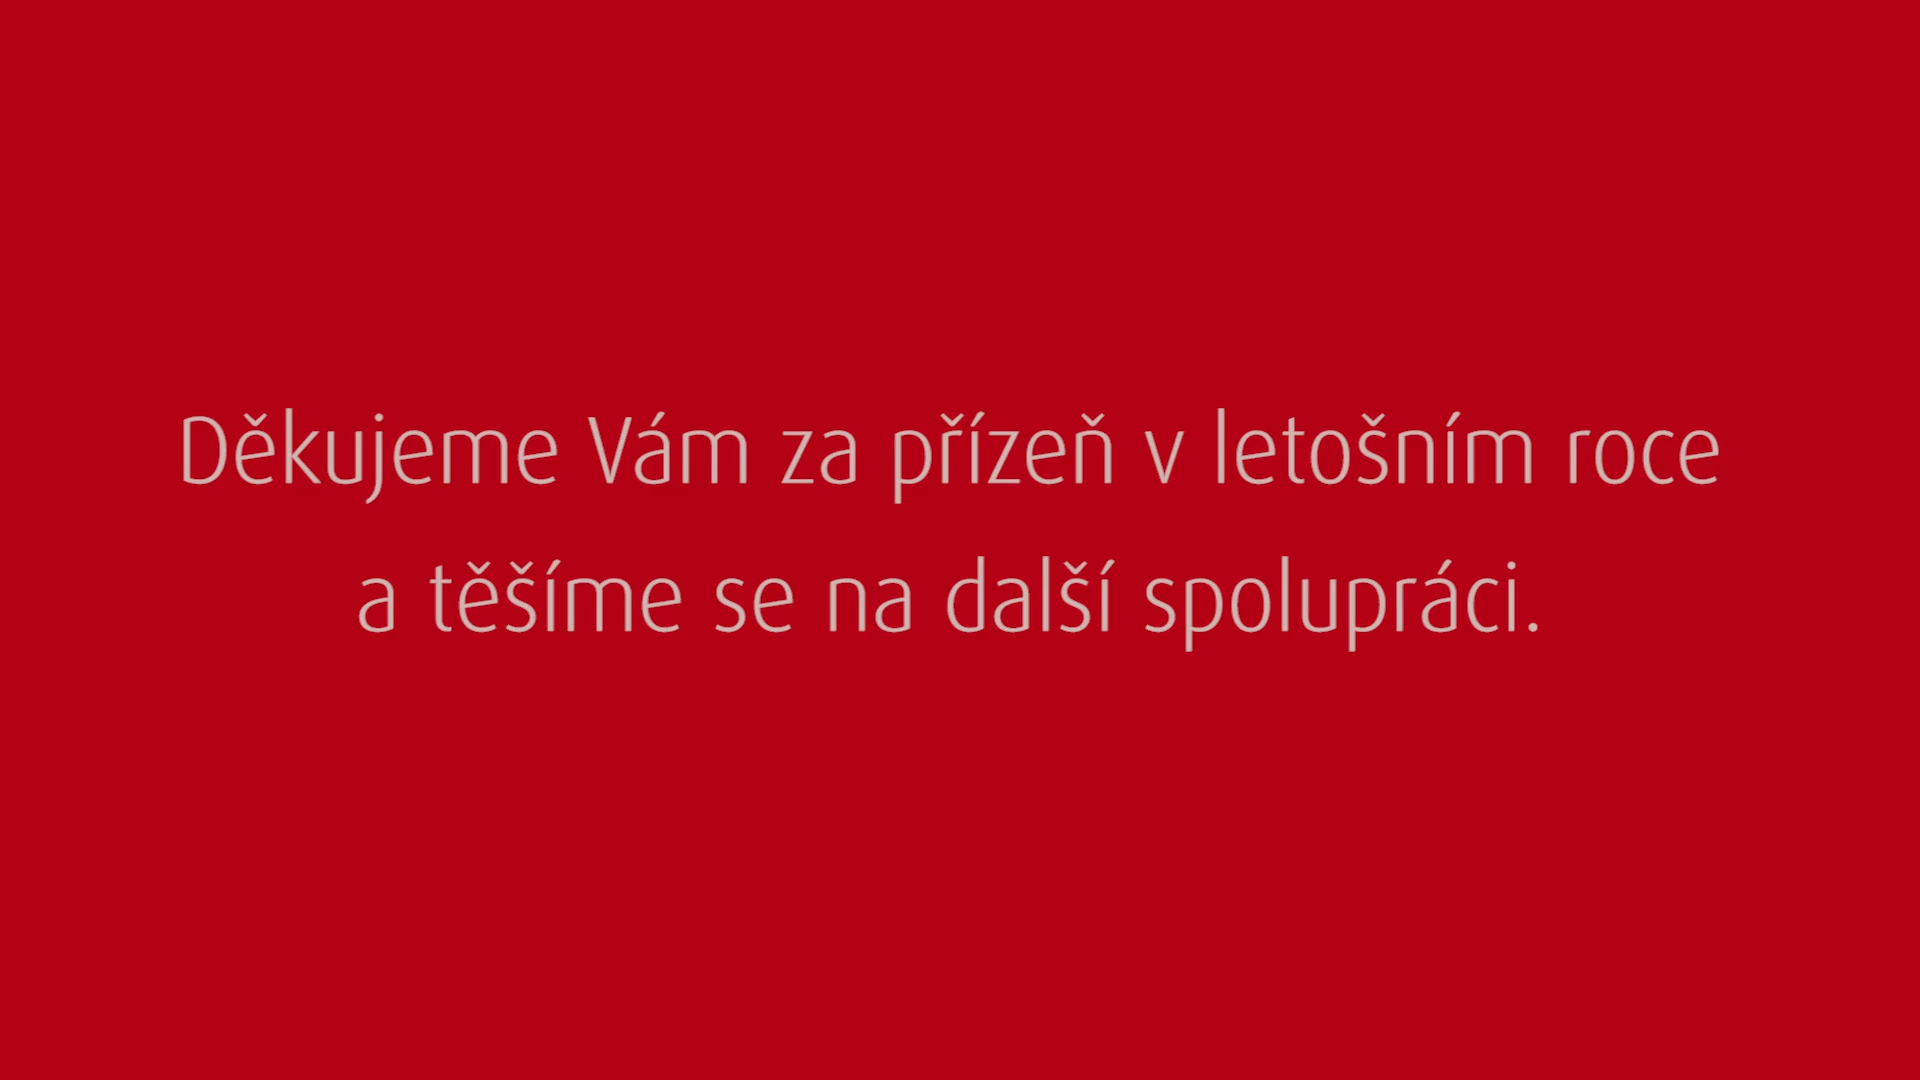 Děkujeme Vám za přízeň v letošním roce
a těšíme se na další spolupráci.